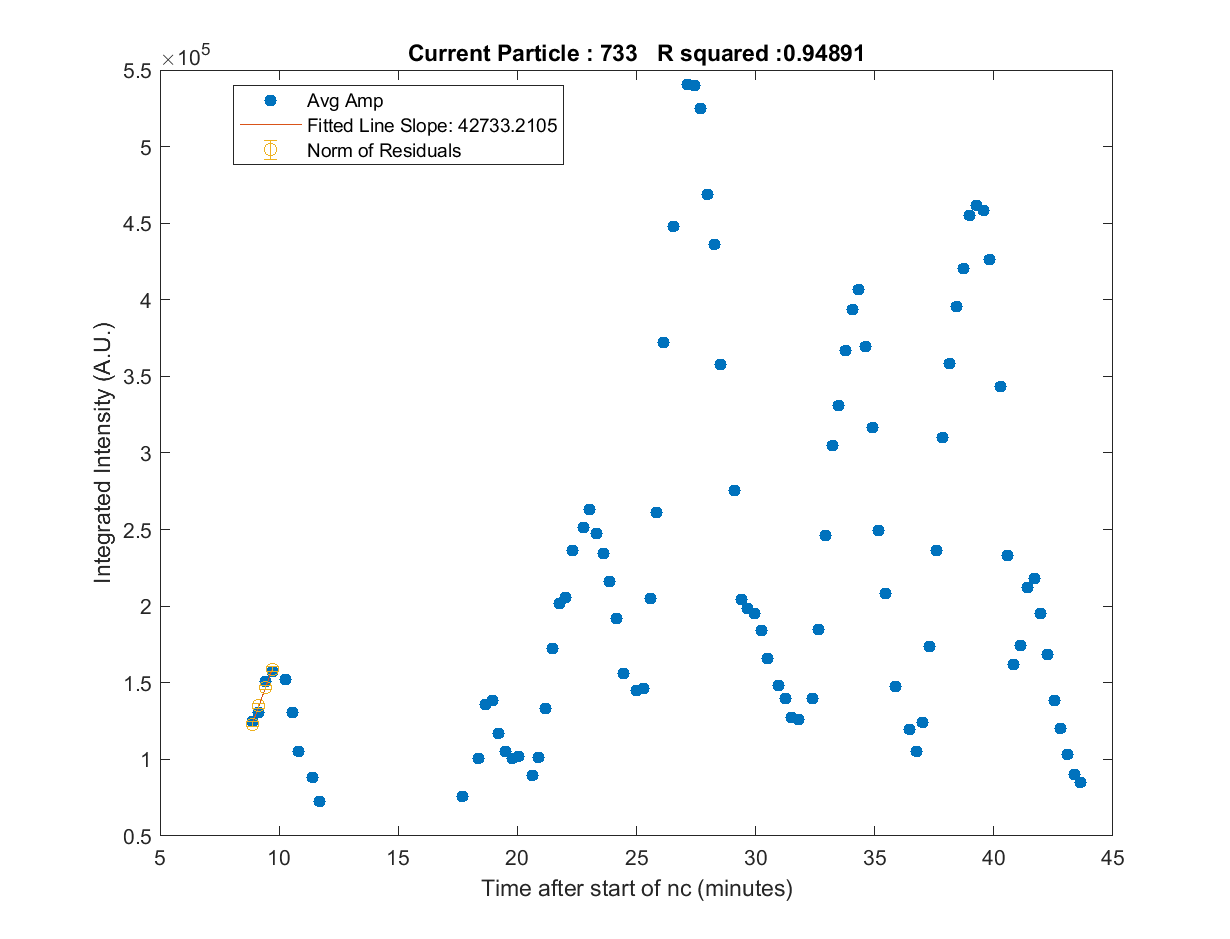 Current Particle : 733   R squared :0.94891
×10^5
5.5
5
4.5
4
3.5
3
2.5
2
1.5
1
0.5
Integrated Intensity (A.U.)
Avg Amp
Fitted Line Slope: 42733.2105
Norm of Residuals
5 10 15 20 25 30 35 40 45
Time after start of nc (minutes)